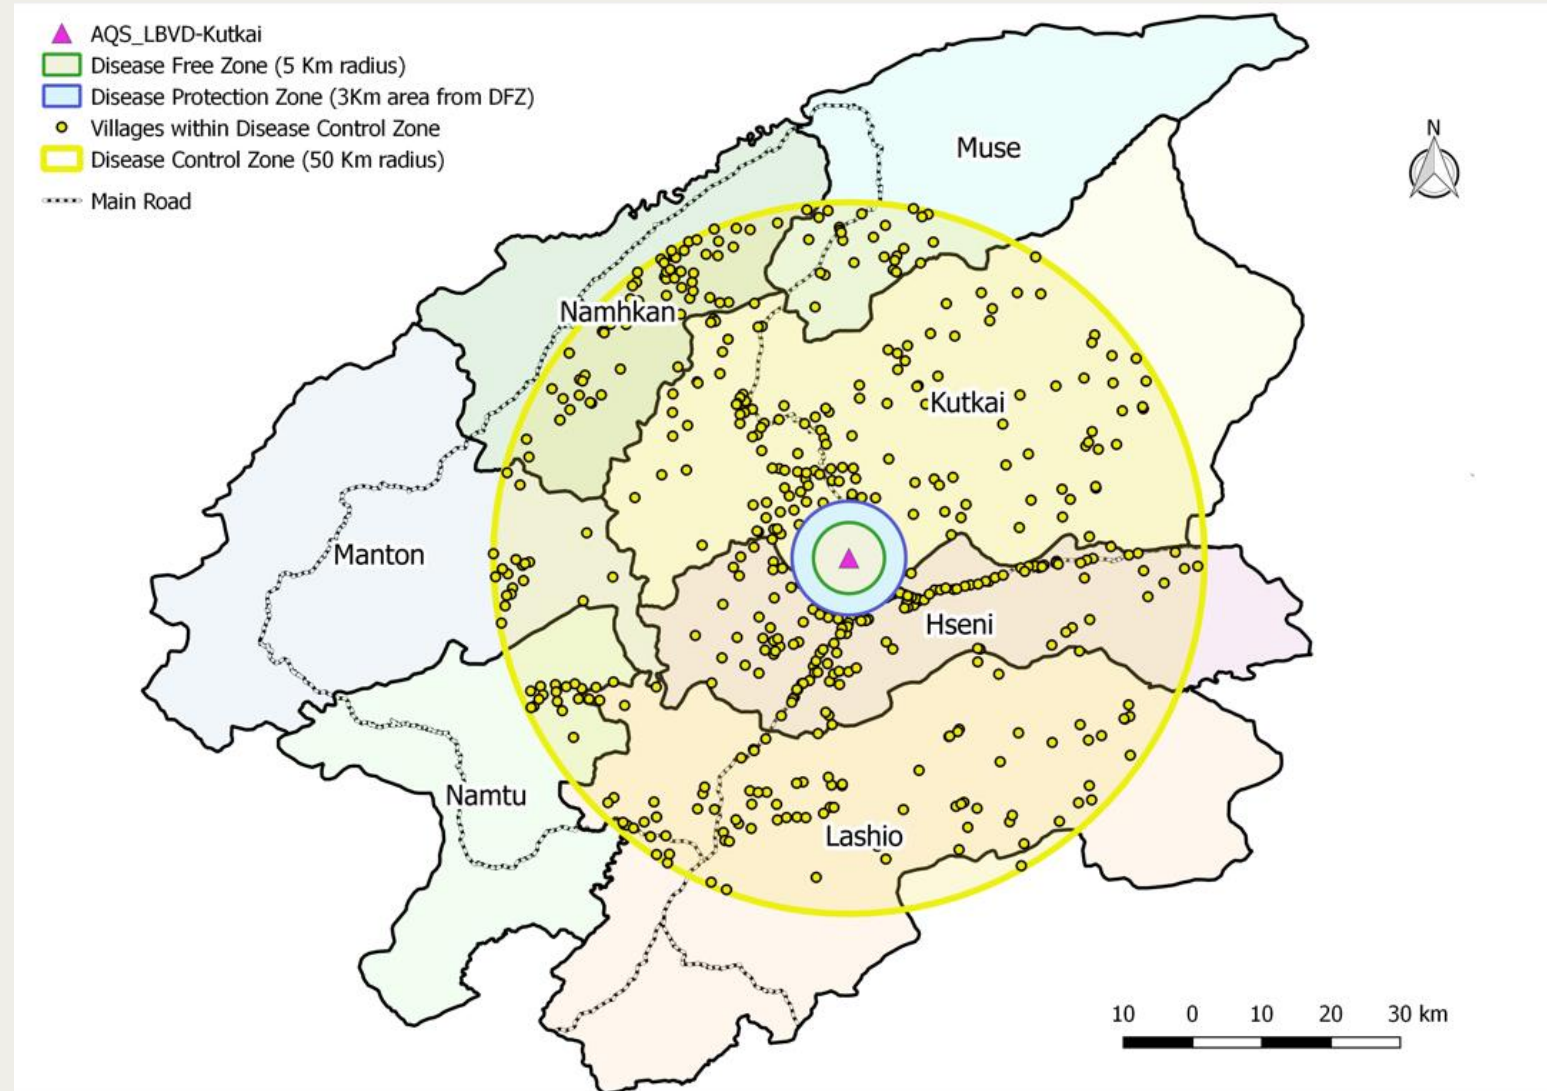 AQS_LBVD-Kutkai
Disease Free Zone (5 Km radius)
Disease Protection Zone (3Km area from DFZ)
Villages within Disease Control Zone
Disease Control Zone (50 Km radius)
Main Road
N
Muse
Namhkan
Kutkai
Manton
Hseni
Namtu
Lashio
10 0 10 20 30 km